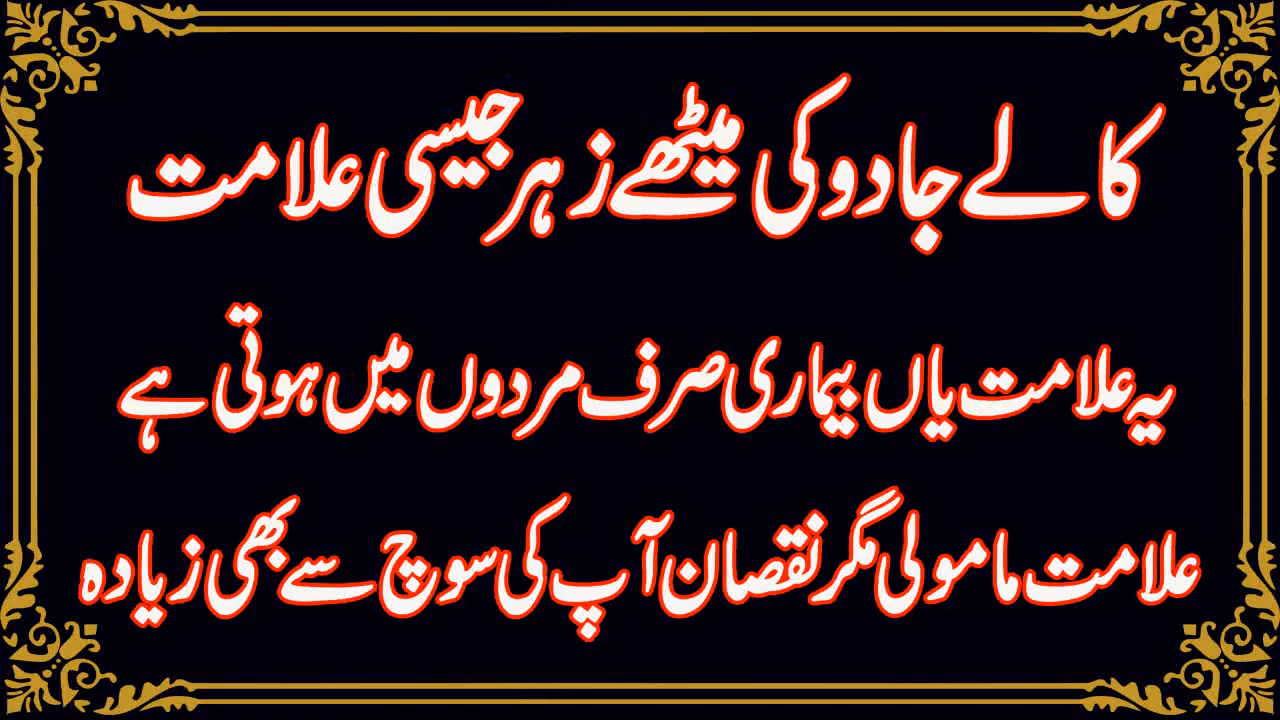 کالے جادو کی میٹھے زہر جیسی علامت
یہ علامت یاں بیماری صرف مردوں میں ہوتی ہے
علامت مامولی مگر نقصان آپ کی سوچ سے بھی زیادہ